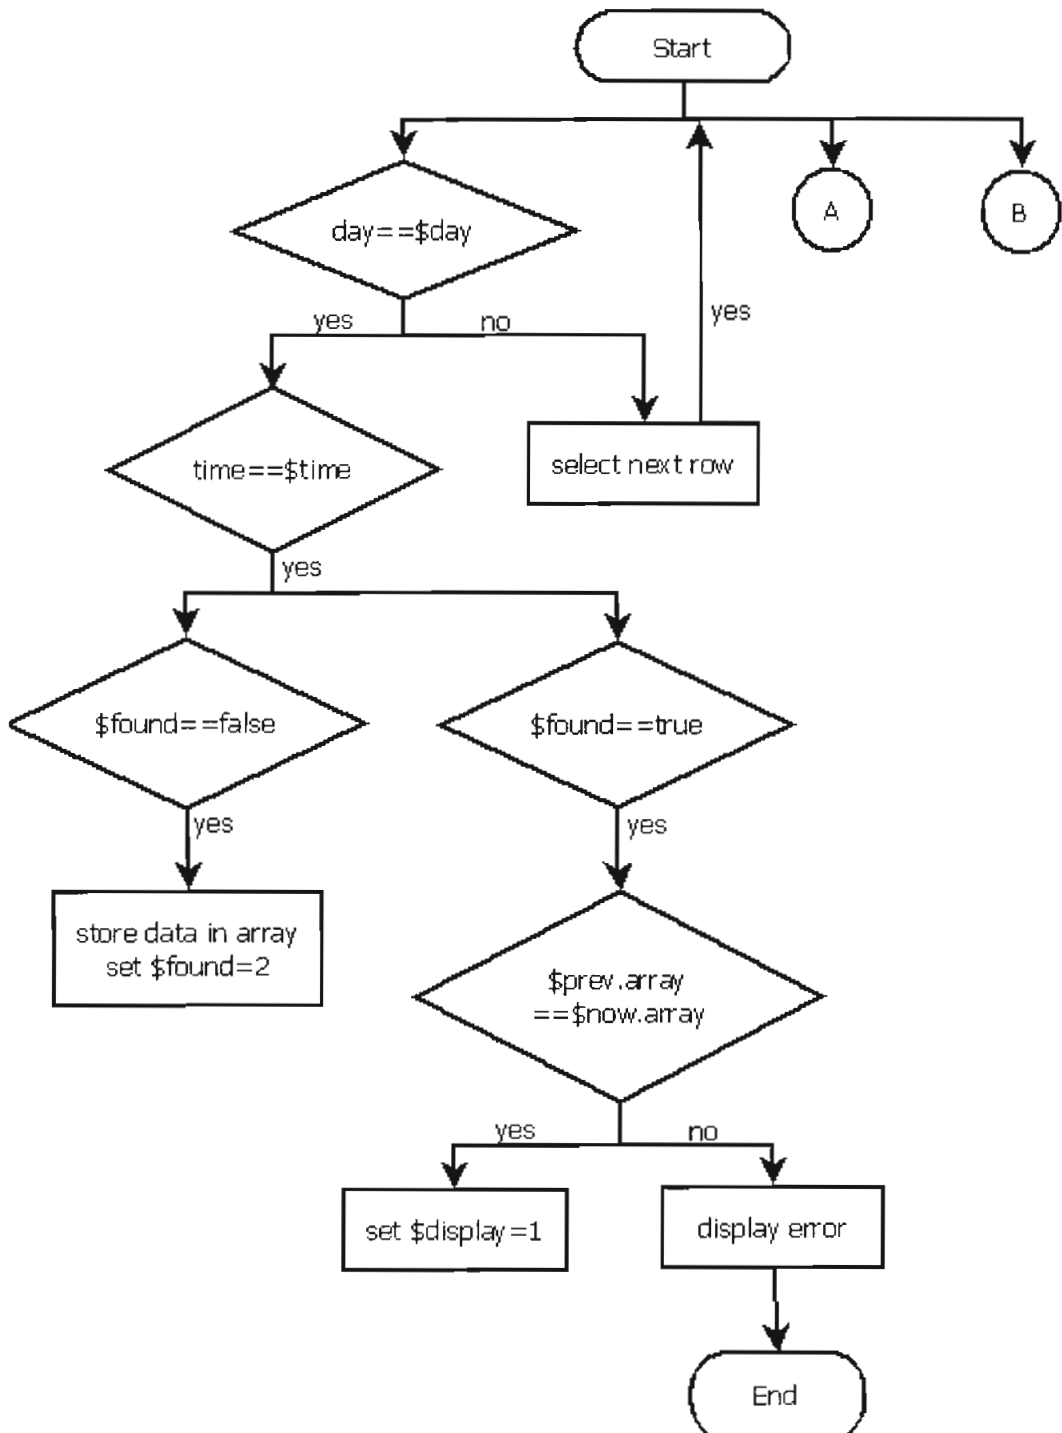 Start
A
B
day==$day
yes
no
yes
time==$time
select next row
yes
$found==false
$found==true
yes
yes
store data in array
set $found=2
$prev.array
==$now.array
yes
no
set $display=1
display error
End